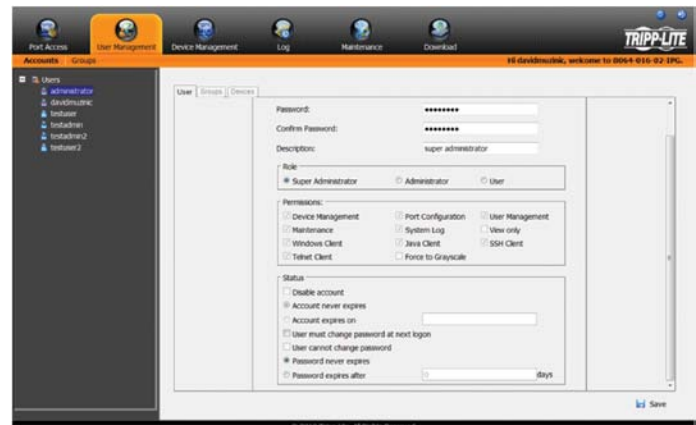 Port Access User Management Device Management Log Maintenance Download
TRIPP-LITE
Accounts Groups
Hi davidmuzinic, welcome to 0064-016-02-IPG.
Users
administrator
davidmuzinic
testuser
testadmin
testadmin2
testuser2
User Groups Devices
Password: ••••••••
Confirm Password: ••••••••
Description: super administrator
Role
Super Administrator Administrator User
Permissions:
Device Management Port Configuration User Management
Maintenance System Log View only
Windows Client Java Client SSH Client
Telnet Client Force to Grayscale
Status
Disable account
Account never expires
Account expires on
User must change password at next logon
User cannot change password
Password never expires
Password expires after 0 days
Save